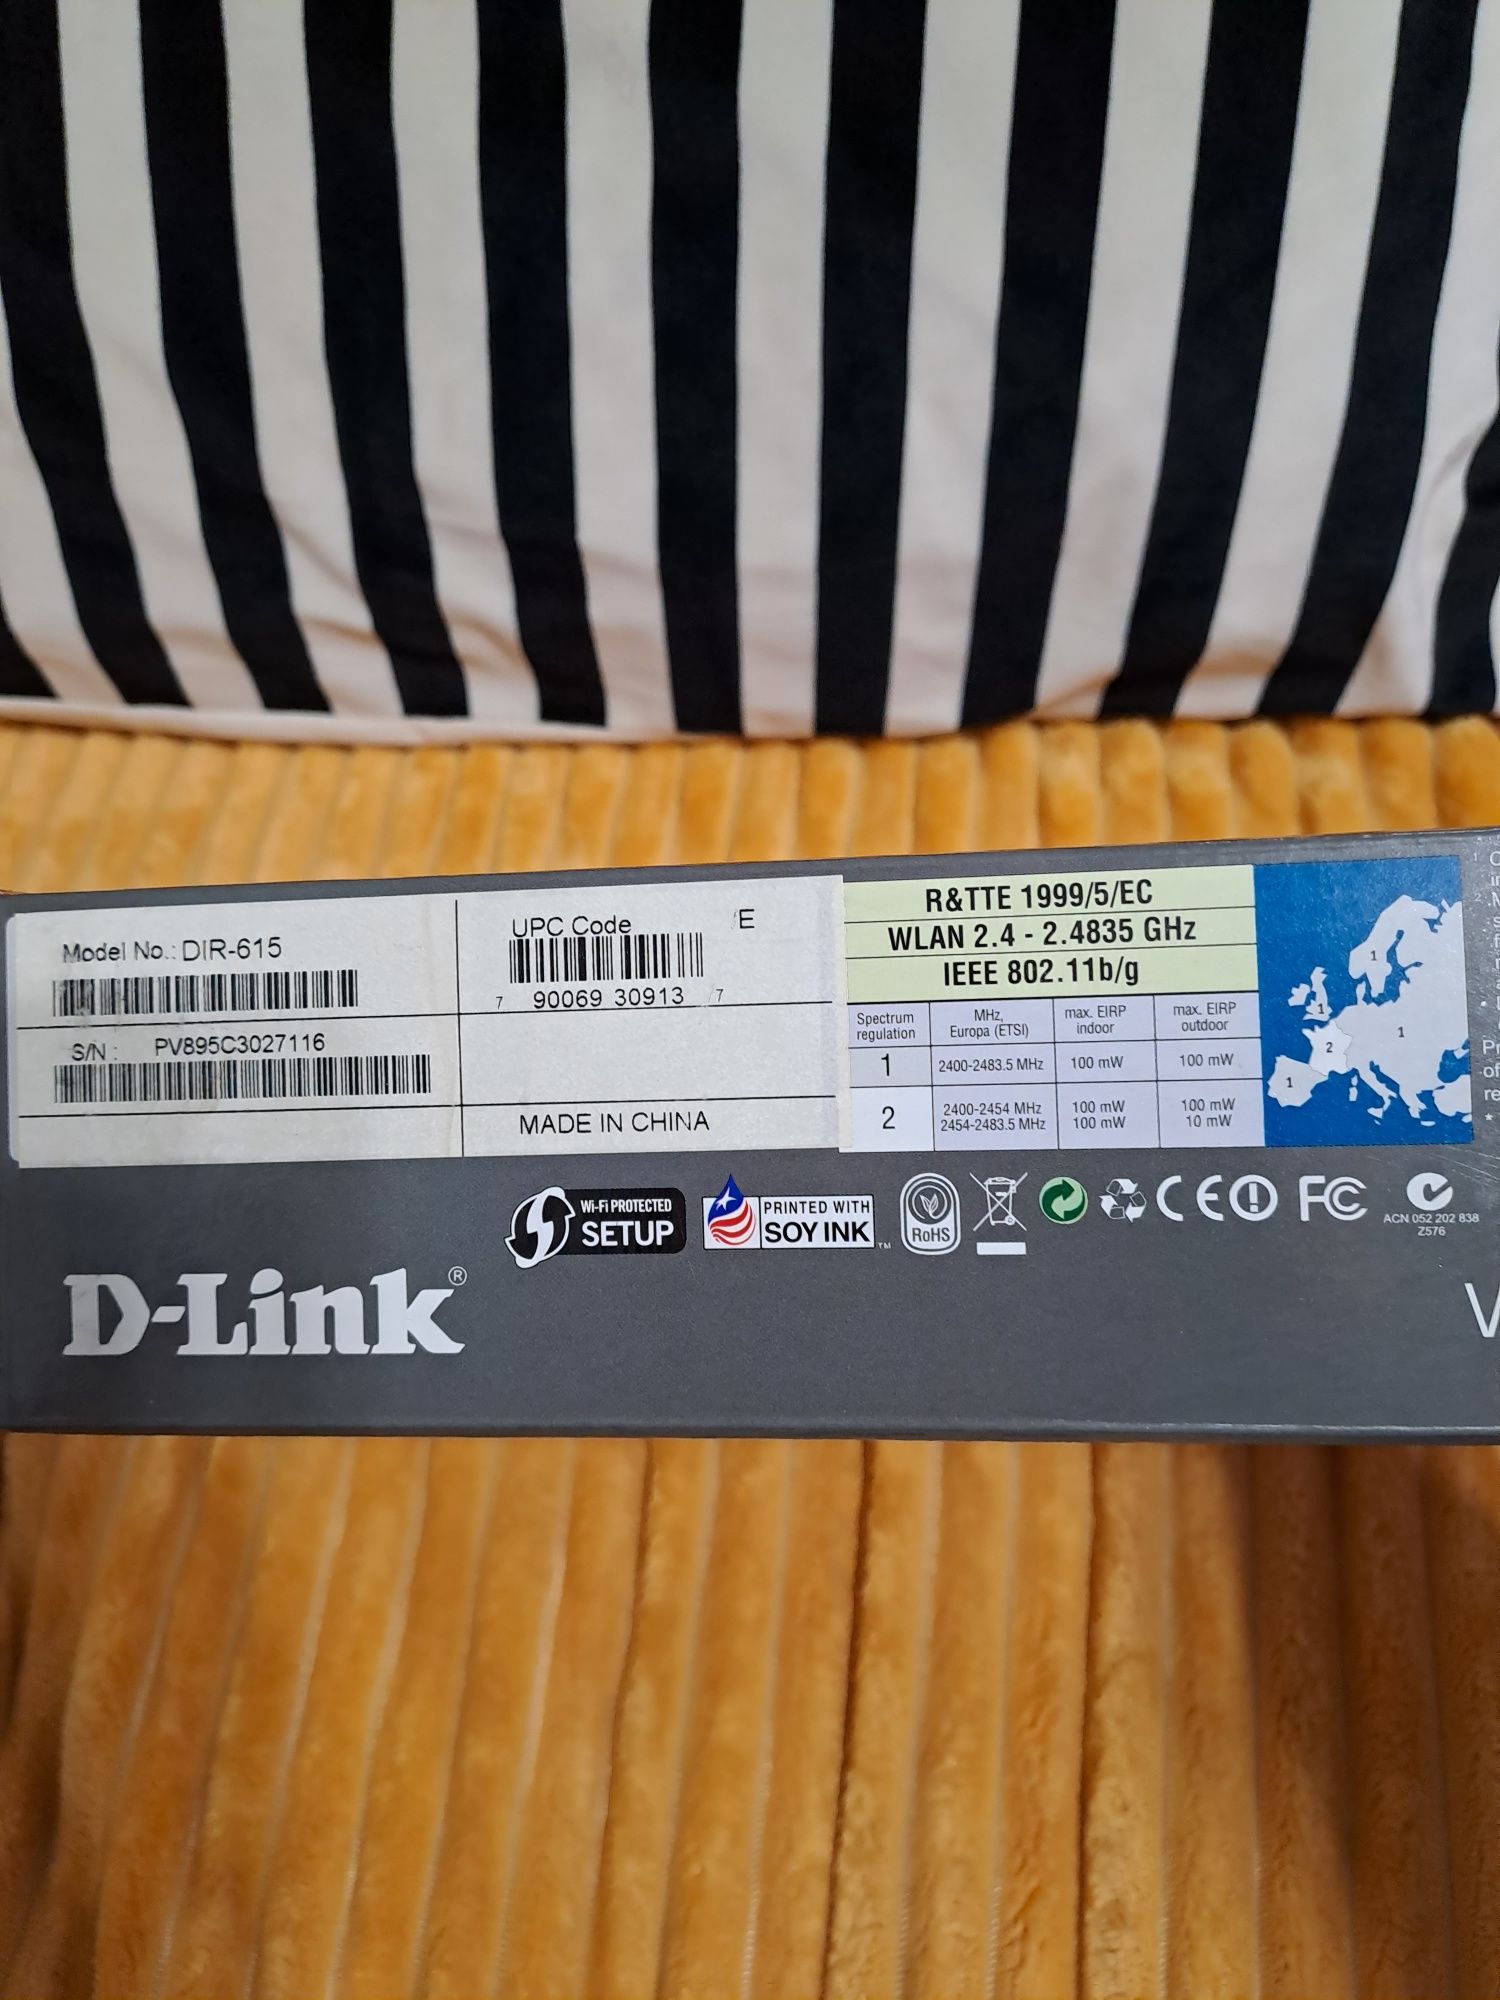 Model No.: DIR-615
S/N : PV895C3027116
UPC Code E
7 90069 30913 7
MADE IN CHINA
R&TTE 1999/5/EC
WLAN 2.4 - 2.4835 GHz
IEEE 802.11b/g
Spectrum regulation
MHz, Europa (ETSI)
max. EIRP indoor
max. EIRP outdoor
1 2400-2483.5 MHz 100 mW 100 mW
2 2400-2454 MHz 100 mW 100 mW
2454-2483.5 MHz 100 mW 10 mW
1
1
1
2
1
Wi-Fi PROTECTED
SETUP
PRINTED WITH
SOY INK TM
RoHS
CE
FC
ACN 052 202 838
Z576
D-Link®